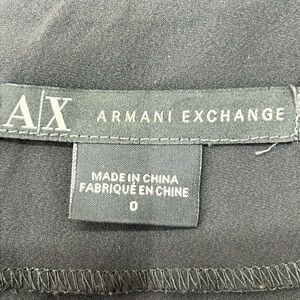 A|X ARMANI EXCHANGE
MADE IN CHINA
FABRIQUÉ EN CHINE
0